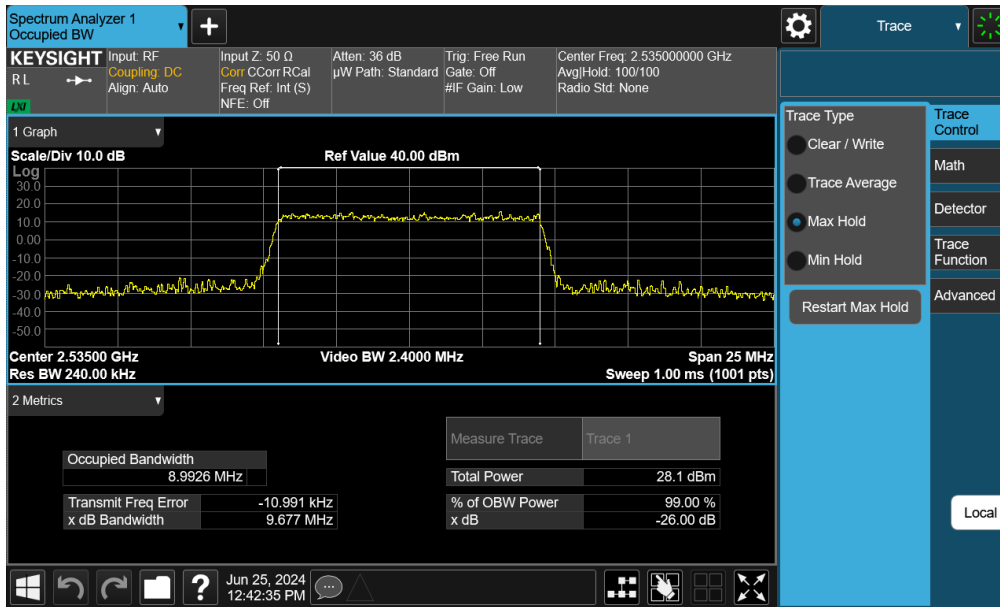 Spectrum Analyzer 1
Occupied BW
+
Trace
KEYSIGHT
R L
LXI
Input: RF
Coupling: DC
Align: Auto
Input Z: 50 Ω
Corr CCorr RCal
Freq Ref: Int (S)
NFE: Off
Atten: 36 dB
µW Path: Standard
Trig: Free Run
Gate: Off
#IF Gain: Low
Center Freq: 2.535000000 GHz
Avg|Hold: 100/100
Radio Std: None
1 Graph
Scale/Div 10.0 dB
Ref Value 40.00 dBm
Log
30.0
20.0
10.0
0.00
-10.0
-20.0
-30.0
-40.0
-50.0
Center 2.53500 GHz
Video BW 2.4000 MHz
Span 25 MHz
Res BW 240.00 kHz
Sweep 1.00 ms (1001 pts)
2 Metrics
Measure Trace
Trace 1
Occupied Bandwidth
8.9926 MHz
Total Power
28.1 dBm
Transmit Freq Error
-10.991 kHz
% of OBW Power
99.00 %
x dB Bandwidth
9.677 MHz
x dB
-26.00 dB
Trace Type
Clear / Write
Trace Average
Max Hold
Min Hold
Restart Max Hold
Trace
Control
Math
Detector
Trace
Function
Advanced
Local
?
Jun 25, 2024
12:42:35 PM